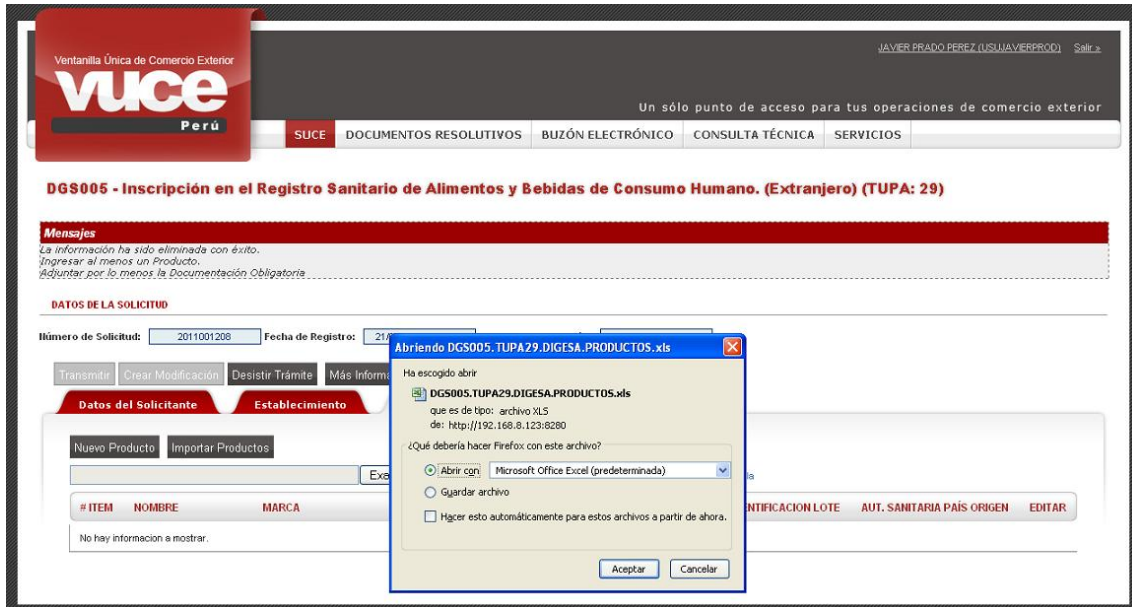 JAVIER PRADO PEREZ (USUJAVIERPROD) Salir »
Ventanilla Única de Comercio Exterior
vuce
Perú
Un sólo punto de acceso para tus operaciones de comercio exterior
SUCE DOCUMENTOS RESOLUTIVOS BUZÓN ELECTRÓNICO CONSULTA TÉCNICA SERVICIOS
DGS005 - Inscripción en el Registro Sanitario de Alimentos y Bebidas de Consumo Humano. (Extranjero) (TUPA: 29)
Mensajes
La información ha sido eliminada con éxito.
Ingresar al menos un Producto.
Adjuntar por lo menos la Documentación Obligatoria
DATOS DE LA SOLICITUD
Número de Solicitud: 2011001208 Fecha de Registro: 21/
Transmitir Crear Modificación Desistir Trámite Más Informa
Datos del Solicitante Establecimiento
Nuevo Producto Importar Productos
Exa
# ITEM NOMBRE MARCA NTIFICACION LOTE AUT. SANITARIA PAÍS ORIGEN EDITAR
No hay informacion a mostrar.
Abriendo DGS005.TUPA29.DIGESA.PRODUCTOS.xls
Ha escogido abrir
DGS005.TUPA29.DIGESA.PRODUCTOS.xls
que es de tipo: archivo XLS
de: http://192.168.8.123:8280
¿Qué debería hacer Firefox con este archivo?
Abrir con Microsoft Office Excel (predeterminada)
Guardar archivo
Hacer esto automáticamente para estos archivos a partir de ahora.
Aceptar Cancelar